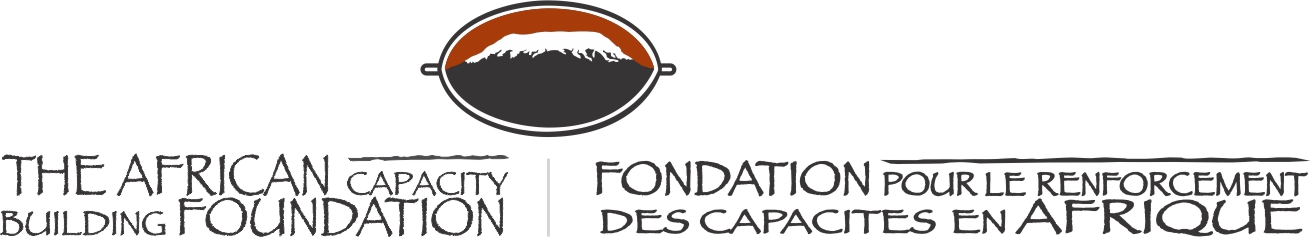 THE AFRICAN CAPACITY
BUILDING FOUNDATION
FONDATION POUR LE RENFORCEMENT
DES CAPACITES EN AFRIQUE